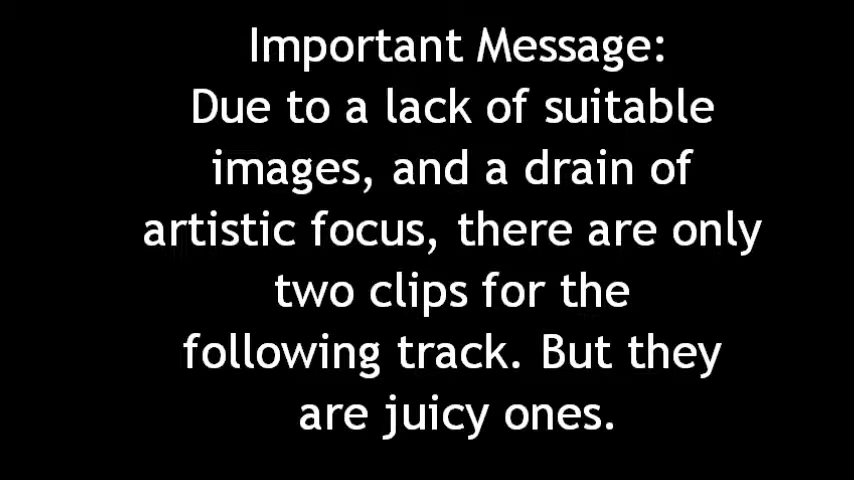 Important Message:
Due to a lack of suitable
images, and a drain of
artistic focus, there are only
two clips for the
following track. But they
are juicy ones.